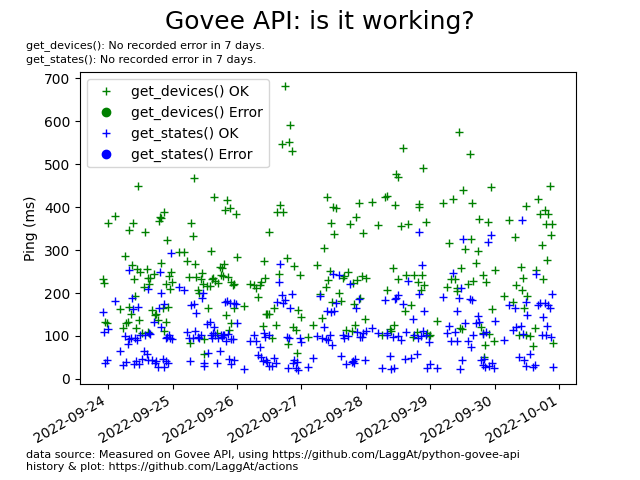 Govee API: is it working?
get_devices(): No recorded error in 7 days.
get_states(): No recorded error in 7 days.
get_devices() OK
get_devices() Error
get_states() OK
get_states() Error
Ping (ms)
700
600
500
400
300
200
100
0
2022-09-24
2022-09-25
2022-09-26
2022-09-27
2022-09-28
2022-09-29
2022-09-30
2022-10-01
data source: Measured on Govee API, using https://github.com/LaggAt/python-govee-api
history & plot: https://github.com/LaggAt/actions